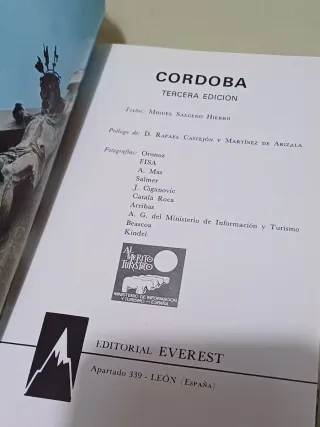 CORDOBA
TERCERA EDICION
Texto: Miguel Salcedo Hierro
Prólogo de D. Rafael Castejón y Martínez de Arizala
Fotografías: Oronoz
FISA
A. Mas
Salmer
J. Ciganovic
Catalá Roca
Arribas
A. G. del Ministerio de Información y Turismo
Beascoa
Kindel
AL
MERITO
TURISTICO
MINISTERIO DE INFORMACION
Y TURISMO - ESPAÑA
EDITORIAL EVEREST
Apartado 339 - LEÓN (España)